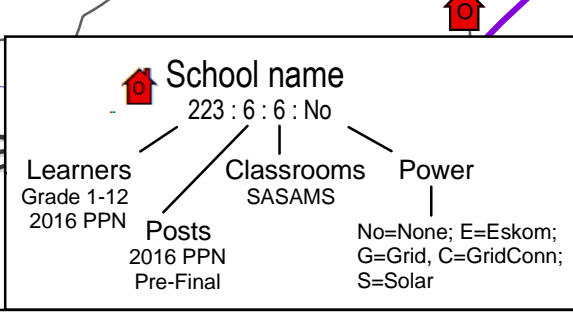 O
O School name
223 : 6 : 6 : No
Learners
Grade 1-12
2016 PPN
Posts
2016 PPN
Pre-Final
Classrooms
SASAMS
Power
No=None; E=Eskom;
G=Grid, C=GridConn;
S=Solar